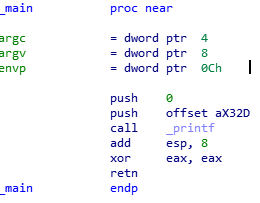 _main proc near
argc = dword ptr 4
argv = dword ptr 8
envp = dword ptr 0Ch
push 0
push offset aX32D
call _printf
add esp, 8
xor eax, eax
retn
_main endp